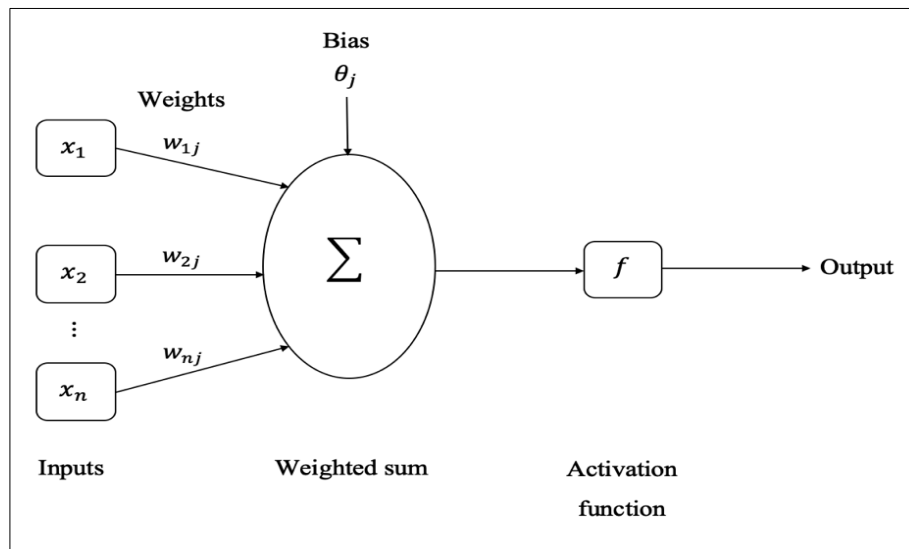 Bias
θj
Weights
x1
w1j
x2
w2j
∑
f
Output
⋮
xn
wnj
Inputs
Weighted sum
Activation
function